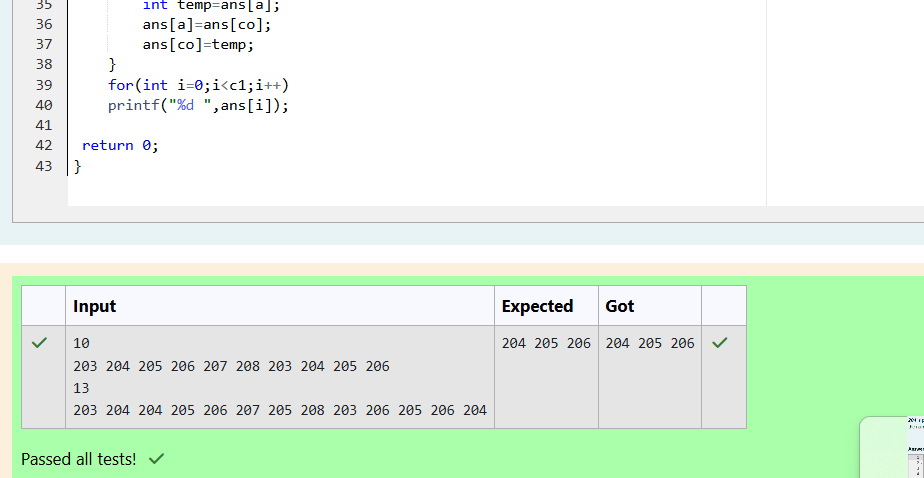 35 int temp=ans[a];
36 ans[a]=ans[co];
37 ans[co]=temp;
38 }
39 for(int i=0;i<c1;i++)
40 printf("%d ",ans[i]);
41
42 return 0;
43 }
Input Expected Got
10 204 205 206 204 205 206
203 204 205 206 207 208 203 204 205 206
13
203 204 204 205 206 207 205 208 203 206 205 206 204
Passed all tests!